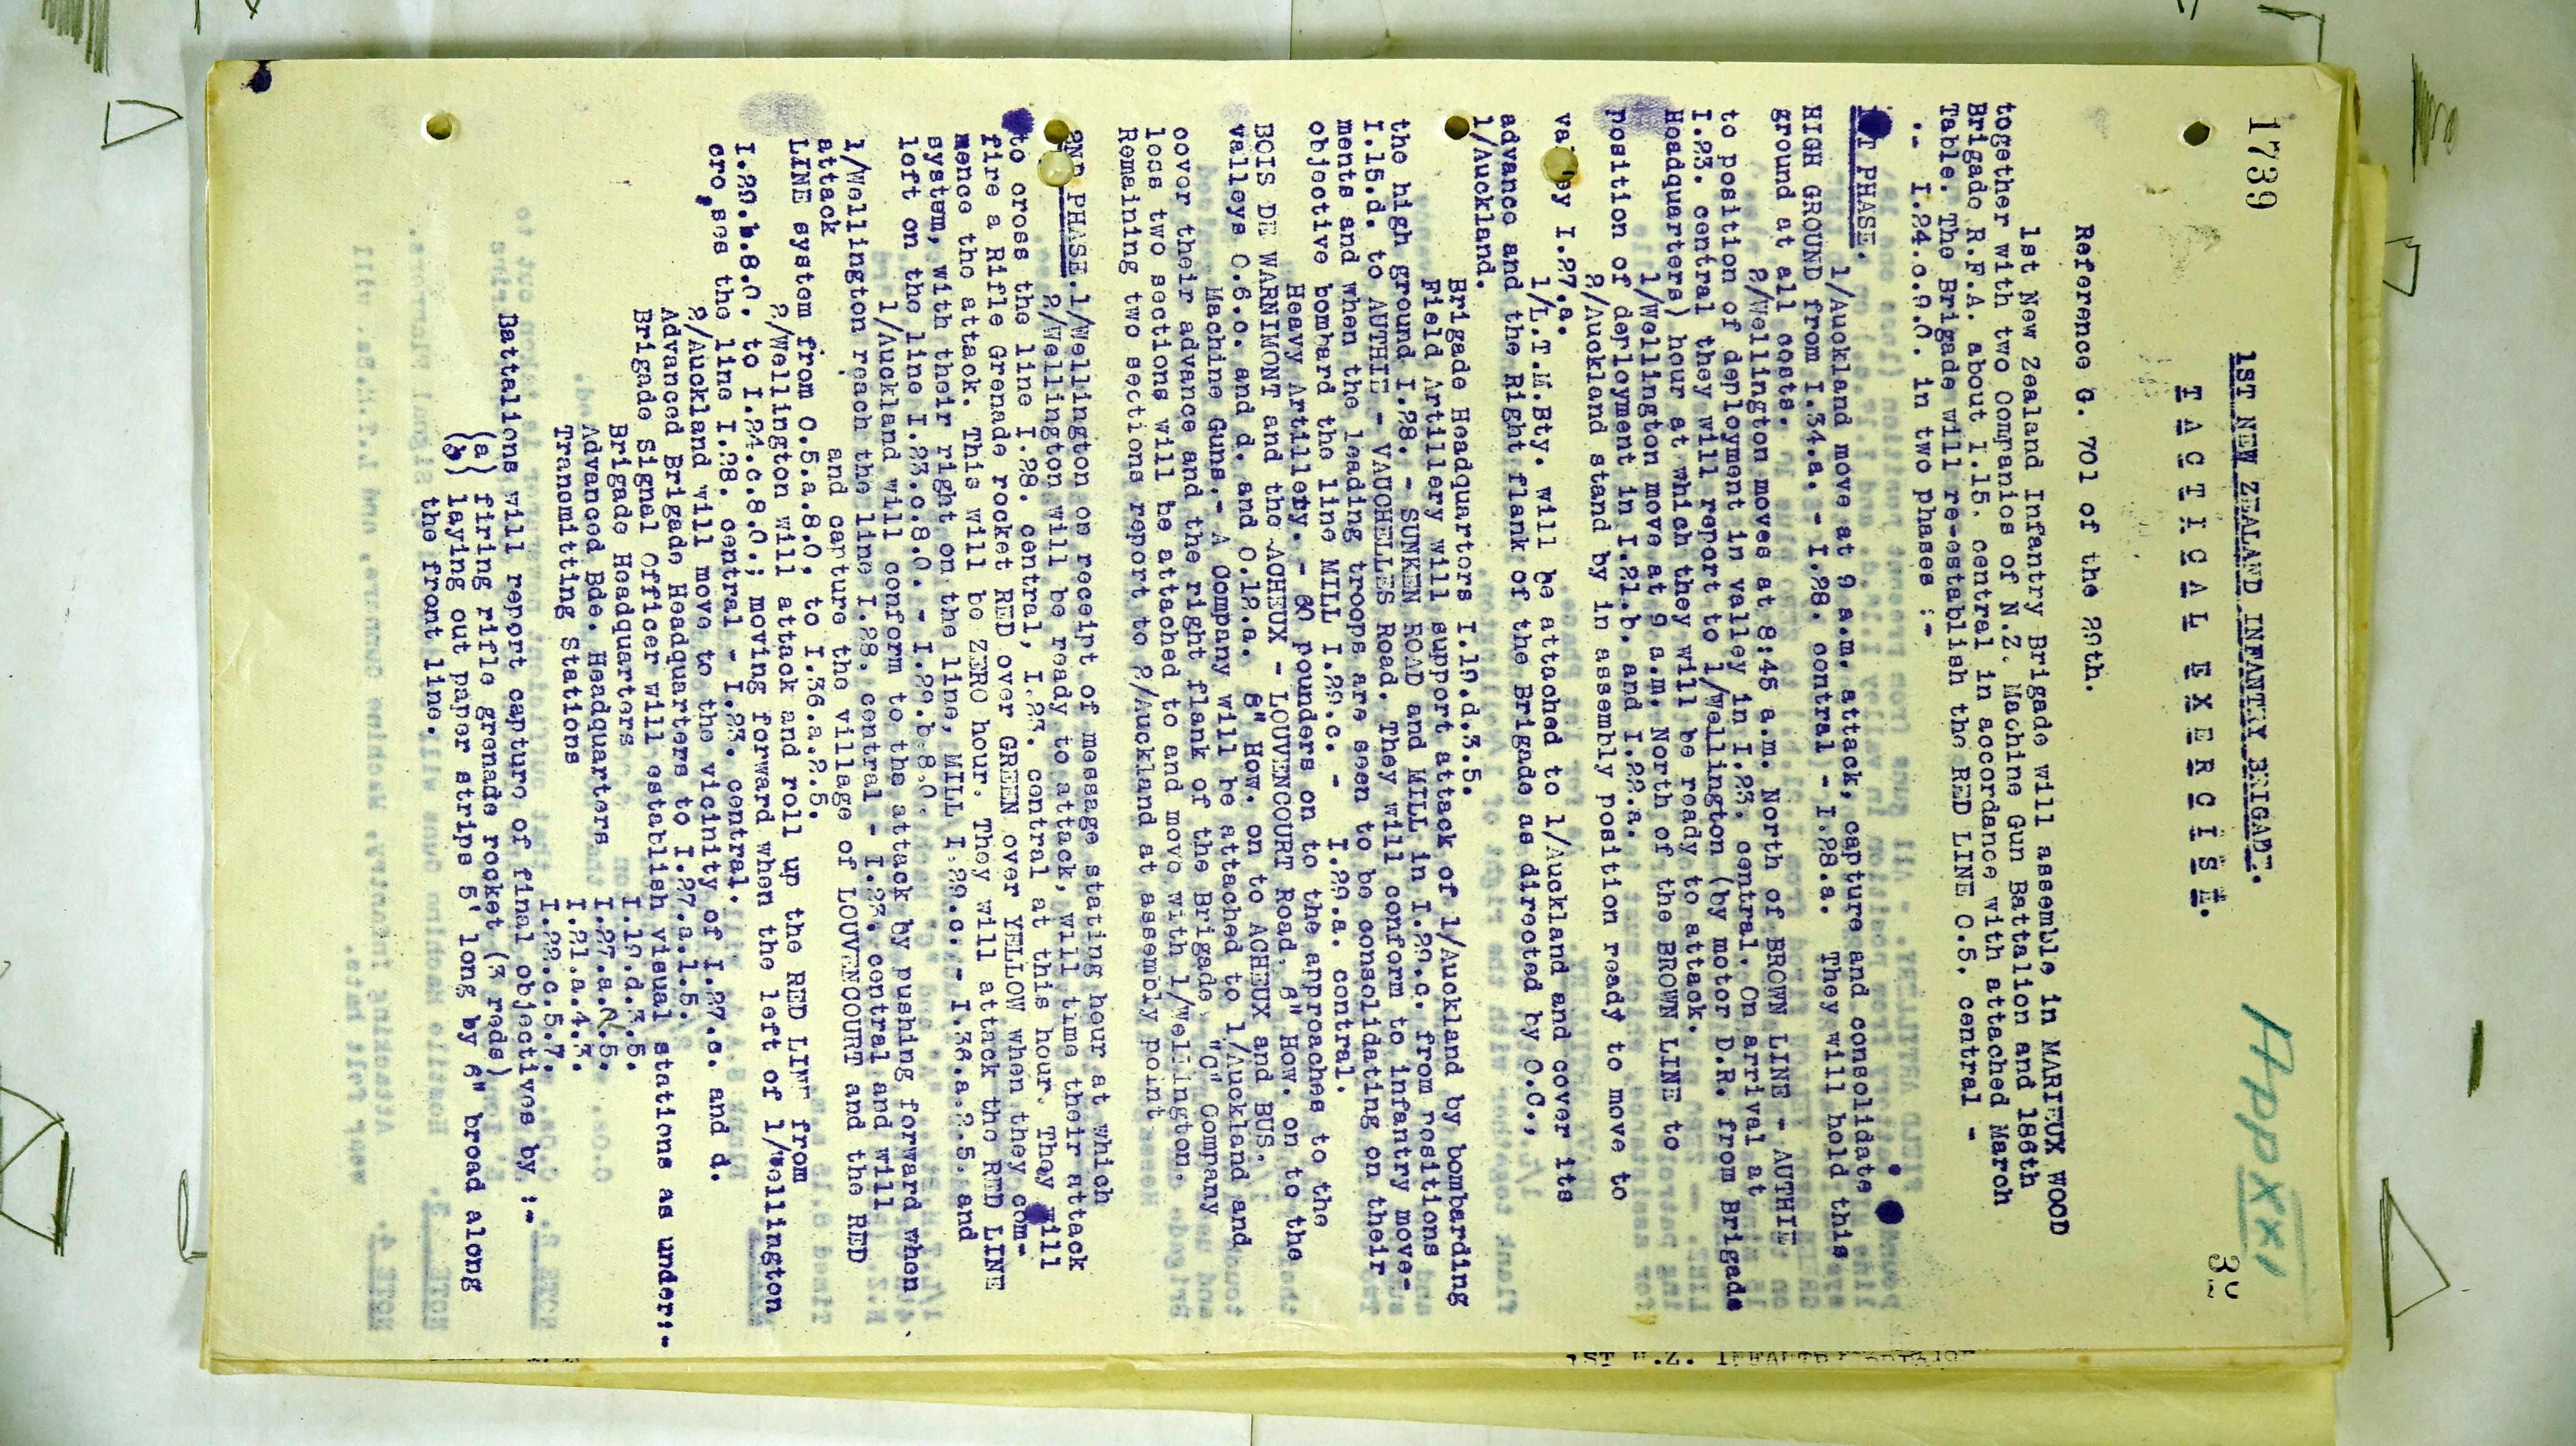 1739
1ST NEW ZEALAND INFANTRY BRIGADE.
App XXI
32
T A C T I C A L   E X E R C I S E.
Reference G. 701 of the 29th.
1st New Zealand Infantry Brigade will assemble in MARIEUX WOOD
together with two Companies of N.Z. Machine Gun Battalion and 186th
Brigade R.F.A. about I.15. central in accordance with attached March
Table. The Brigade will re-establish the RED LINE O.5. central -
I.24.c.9.0. in two phases :-
PHASE.
1/Auckland move at 9 a.m. attack, capture and consolidate
HIGH GROUND from I.34.a. - I.28. central - I.28.a. They will hold this
ground at all costs.
2/Wellington moves at 8:45 a.m. North of BROWN LINE - AUTHIE
to position of deployment in valley in I.23. central. On arrival at
I.23. central they will report to 1/Wellington (by motor D.R. from Brigade
Headquarters) hour at which they will be ready to attack.
1/Wellington move at 9 a.m. North of the BROWN LINE to
position of deployment in I.21.b. and I.22.a.
2/Auckland stand by in assembly position ready to move to
valley I.27.a.
1/L.T.M.Bty. will be attached to 1/Auckland and cover its
advance and the Right flank of the Brigade as directed by O.C.,
1/Auckland.
Brigade Headquarters I.19.d.3.5.
Field Artillery will support attack of 1/Auckland by bombarding
the high ground I.28. - SUNKEN ROAD and MILL in I.29.c. from positions
I.15.d. to AUTHIE - VAUCHELLES Road. They will conform to infantry move-
ments and when the leading troops are seen to be consolidating on their
objective bombard the line MILL I.29.c. - I.29.a. central.
Heavy Artillery. - 60 pounders on to the approaches to the
BOIS DE WARNIMONT and the ACHEUX - LOUVENCOURT Road. 6" How. on to the
valleys O.6.c. and d. and O.12.a. 8" How. on to ACHEUX and BUS.
Machine Guns. - A Company will be attached to 1/Auckland and
cover their advance and the right flank of the Brigade. "C" Company
less two sections will be attached to and move with 1/Wellington.
Remaining two sections report to 2/Auckland at assembly point
2ND PHASE. 1/Wellington on receipt of message stating hour at which
2/Wellington will be ready to attack, will time their attack
to cross the line I.28. central, I.23. central at this hour. They will
fire a Rifle Grenade rocket RED over GREEN over YELLOW when they com-
mence the attack. This will be ZERO hour. They will attack the RED LINE
system, with their right on the line, MILL I.29.c. - I.36.a.2.5. and
left on the line I.23.c.8.0. - I.29.b.8.0.
1/Auckland will conform to the attack by pushing forward when
1/Wellington reach the line I.28. central - I.23. central and will
attack and capture the village of LOUVENCOURT and the RED
LINE system from O.5.a.8.0. to I.36.a.2.5.
2/Wellington will attack and roll up the RED LINE from
I.29.b.8.0. to I.24.c.8.0.; moving forward when the left of 1/Wellington
crosses the line I.28. central - I.23. central.
2/Auckland will move to the vicinity of I.27.c. and d.
Advanced Brigade Headquarters to I.27.a.1.5.
Brigade Signal Officer will establish visual stations as under:-
Brigade Headquarters I.19.d.3.5.
Advanced Bde. Headquarters I.27.a.5.
Transmitting Stations I.21.a.4.3.
I.22.c.5.7.
Battalions will report capture of final objectives by :-
(a) firing rifle grenade rocket (3 reds)
(b) laying out paper strips 5' long by 6" broad along
the front line.